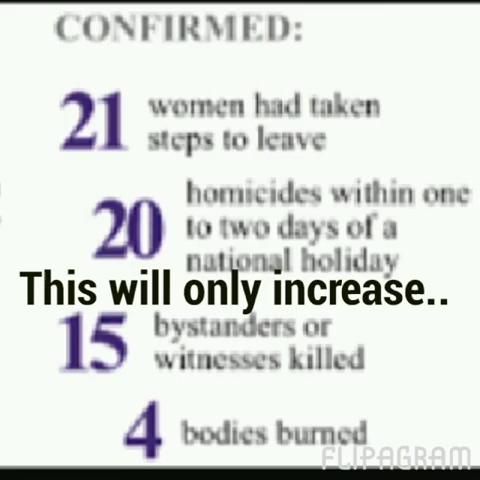 CONFIRMED:
21 women had taken
steps to leave
homicides within one
20 to two days of a
national holiday
This will only increase..
15 bystanders or
witnesses killed
4 bodies burned
FLIPAGRAM